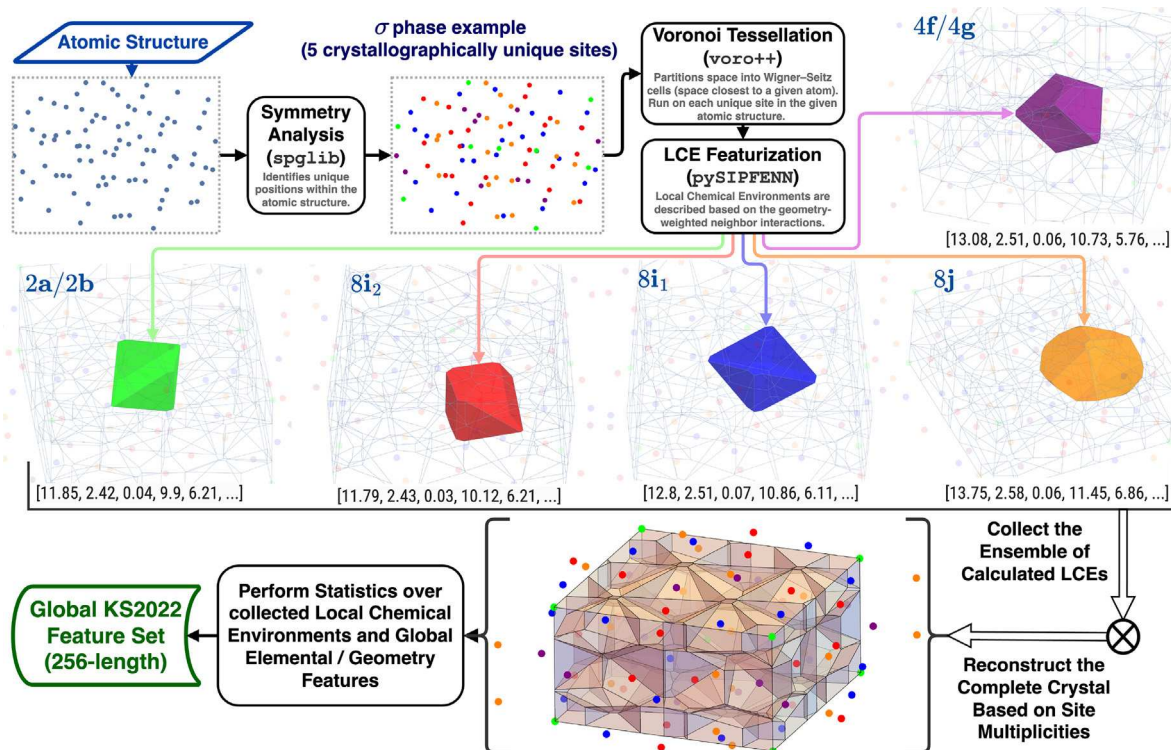 Atomic Structure
σ phase example
(5 crystallographically unique sites)
Symmetry
Analysis
(spglib)
Identifies unique
positions within the
atomic structure.
Voronoi Tessellation
(voro++)
Partitions space into Wigner–Seitz
cells (space closest to a given atom).
Run on each unique site in the given
atomic structure.
LCE Featurization
(pySIPFENN)
Local Chemical Environments are
described based on the geometry-
weighted neighbor interactions.
4f/4g
[13.08, 2.51, 0.06, 10.73, 5.76, ...]
2a/2b
[11.85, 2.42, 0.04, 9.9, 6.21, ...]
8i₂
[11.79, 2.43, 0.03, 10.12, 6.21, ...]
8i₁
[12.8, 2.51, 0.07, 10.86, 6.11, ...]
8j
[13.75, 2.58, 0.06, 11.45, 6.86, ...]
Collect the
Ensemble of
Calculated LCEs
Reconstruct the
Complete Crystal
Based on Site
Multiplicities
Perform Statistics over
collected Local Chemical
Environments and Global
Elemental / Geometry
Features
Global KS2022
Feature Set
(256-length)